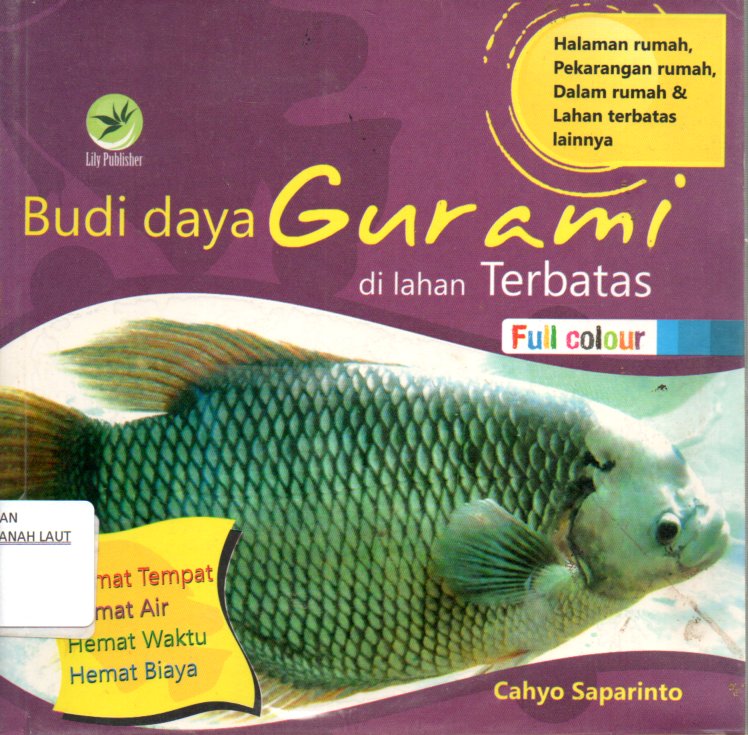 Halaman rumah,
Pekarangan rumah,
Dalam rumah &
Lahan terbatas
lainnya
Lily Publisher
Budi daya Gurami
di lahan Terbatas
Full colour
AN
ANAH LAUT
mat Tempat
mat Air
Hemat Waktu
Hemat Biaya
Cahyo Saparinto